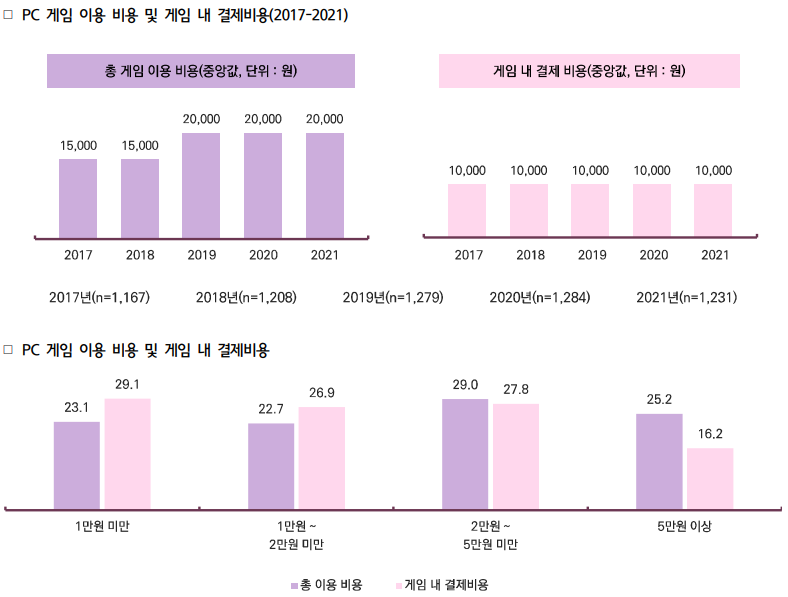 □ PC 게임 이용 비용 및 게임 내 결제비용(2017-2021)
총 게임 이용 비용(중앙값, 단위 : 원)
15,000 15,000 20,000 20,000 20,000
2017 2018 2019 2020 2021
게임 내 결제 비용(중앙값, 단위 : 원)
10,000 10,000 10,000 10,000 10,000
2017 2018 2019 2020 2021
2017년(n=1,167) 2018년(n=1,208) 2019년(n=1,279) 2020년(n=1,284) 2021년(n=1,231)
□ PC 게임 이용 비용 및 게임 내 결제비용
23.1 29.1 22.7 26.9 29.0 27.8 25.2 16.2
1만원 미만
1만원 ~
2만원 미만
2만원 ~
5만원 미만
5만원 이상
총 이용 비용 게임 내 결제비용